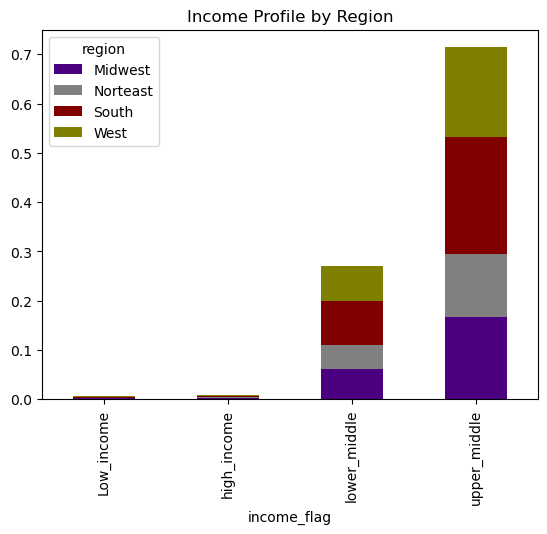 Income Profile by Region
region
Midwest
Norteast
South
West
0.7
0.6
0.5
0.4
0.3
0.2
0.1
0.0
Low_income
high_income
lower_middle
upper_middle
income_flag